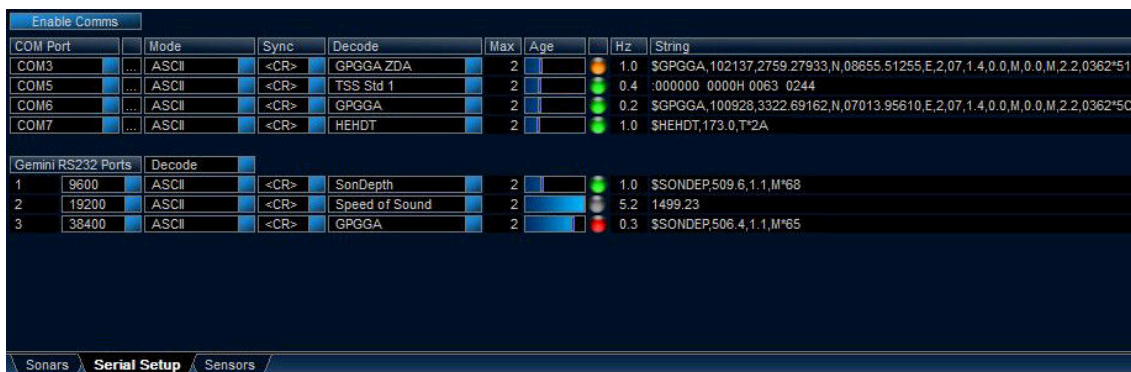 Enable Comms
COM Port Mode Sync Decode Max Age Hz String
COM3 ... ASCII <CR> GPGGA ZDA 2 1.0 $GPGGA,102137,2759.27933,N,08655.51255,E,2,07,1.4,0.0,M,0.0,M,2.2,0362*51
COM5 ... ASCII <CR> TSS Std 1 2 0.4 :000000 0000H 0063 0244
COM6 ... ASCII <CR> GPGGA 2 0.2 $GPGGA,100928,3322.69162,N,07013.95610,E,2,07,1.4,0.0,M,0.0,M,2.2,0362*5C
COM7 ... ASCII <CR> HEHDT 2 1.0 $HEHDT,173.0,T*2A
Gemini RS232 Ports Decode
1 9600 ASCII <CR> SonDepth 2 1.0 $SONDEP,509.6,1.1,M*68
2 19200 ASCII <CR> Speed of Sound 2 5.2 1499.23
3 38400 ASCII <CR> GPGGA 2 0.3 $SONDEP,506.4,1.1,M*65
Sonars Serial Setup Sensors